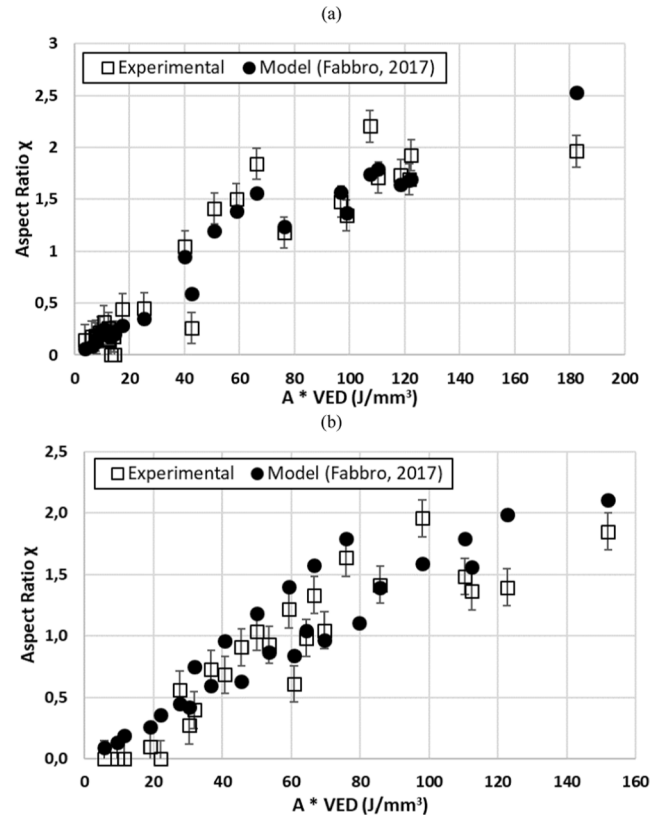 (a)
3
2,5
2
1,5
1
0,5
0
Aspect Ratio χ
Experimental Model (Fabbro, 2017)
0 20 40 60 80 100 120 140 160 180 200
A * VED (J/mm³)
(b)
2,5
2,0
1,5
1,0
0,5
0,0
Aspect Ratio χ
Experimental Model (Fabbro, 2017)
0 20 40 60 80 100 120 140 160
A * VED (J/mm³)